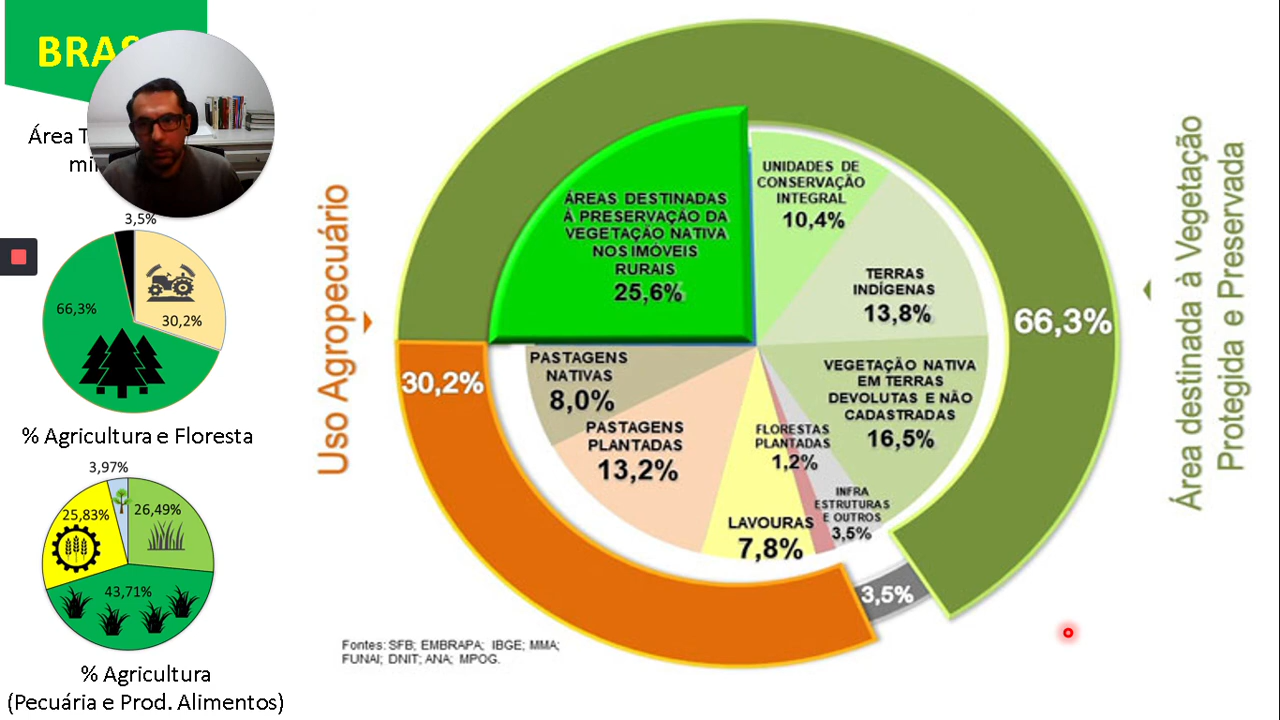 BRAS
Área T
mi
3,5%
66,3%
30,2%
% Agricultura e Floresta
3,97%
25,83%
26,49%
43,71%
% Agricultura
(Pecuária e Prod. Alimentos)
Uso Agropecuário
30,2%
ÁREAS DESTINADAS
À PRESERVAÇÃO DA
VEGETAÇÃO NATIVA
NOS IMÓVEIS
RURAIS
25,6%
UNIDADES DE
CONSERVAÇÃO
INTEGRAL
10,4%
TERRAS
INDÍGENAS
13,8%
VEGETAÇÃO NATIVA
EM TERRAS
DEVOLUTAS E NÃO
CADASTRADAS
16,5%
PASTAGENS
NATIVAS
8,0%
PASTAGENS
PLANTADAS
13,2%
FLORESTAS
PLANTADAS
1,2%
LAVOURAS
7,8%
INFRA
ESTRUTURAS
E OUTROS
3,5%
3,5%
66,3%
Área destinada à Vegetação
Protegida e Preservada
Fontes: SFB; EMBRAPA; IBGE; MMA;
FUNAI; DNIT; ANA; MPOG.